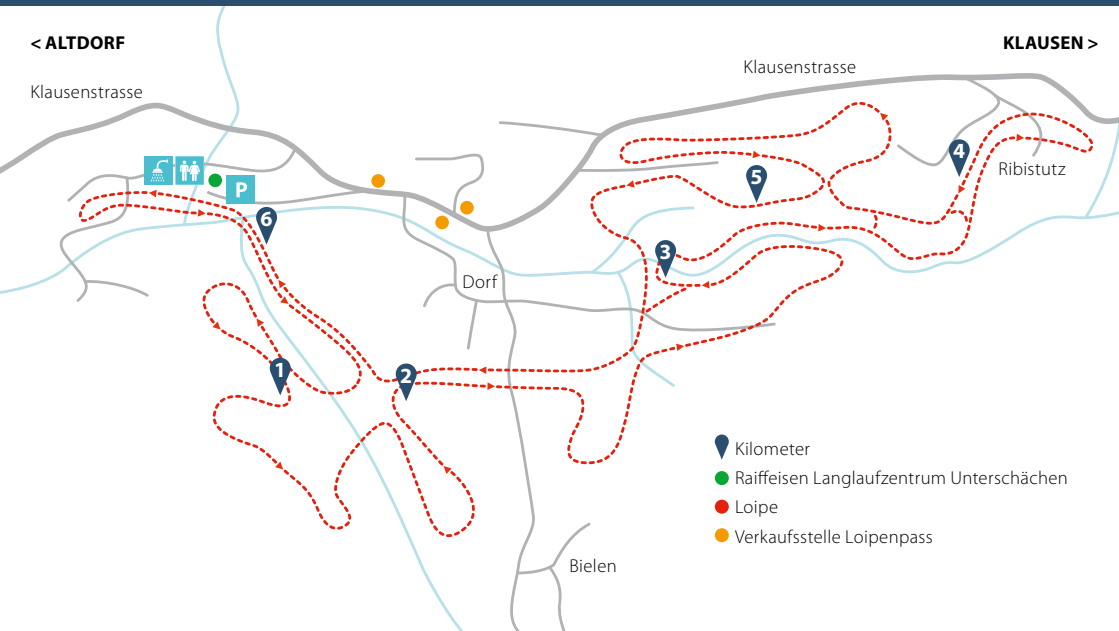 < ALTDORF
KLAUSEN >
Klausenstrasse
Klausenstrasse
4
Ribistutz
5
P
6
3
Dorf
1
2
Kilometer
Raiffeisen Langlaufzentrum Unterschächen
Loipe
Verkaufsstelle Loipenpass
Bielen